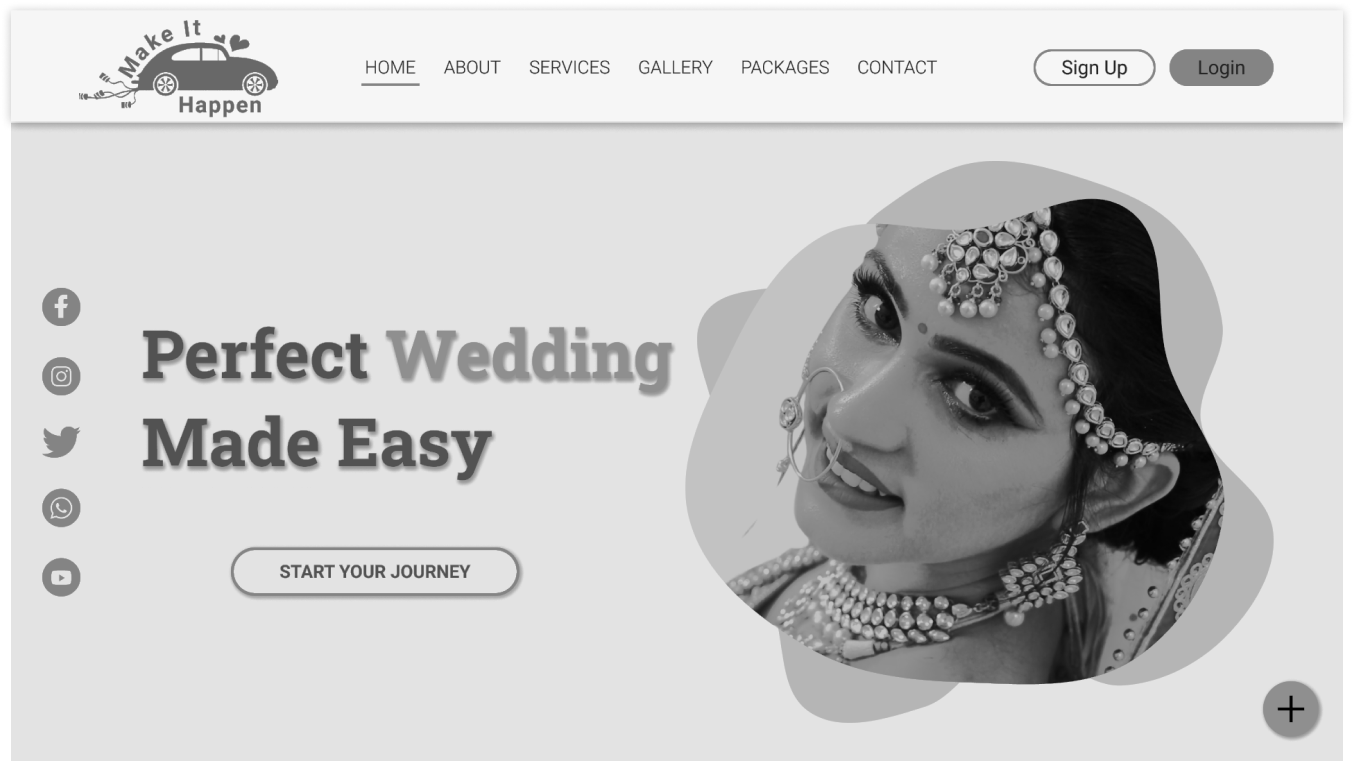 Make It
Happen
HOME ABOUT SERVICES GALLERY PACKAGES CONTACT
Sign Up Login
Perfect Wedding
Made Easy
START YOUR JOURNEY